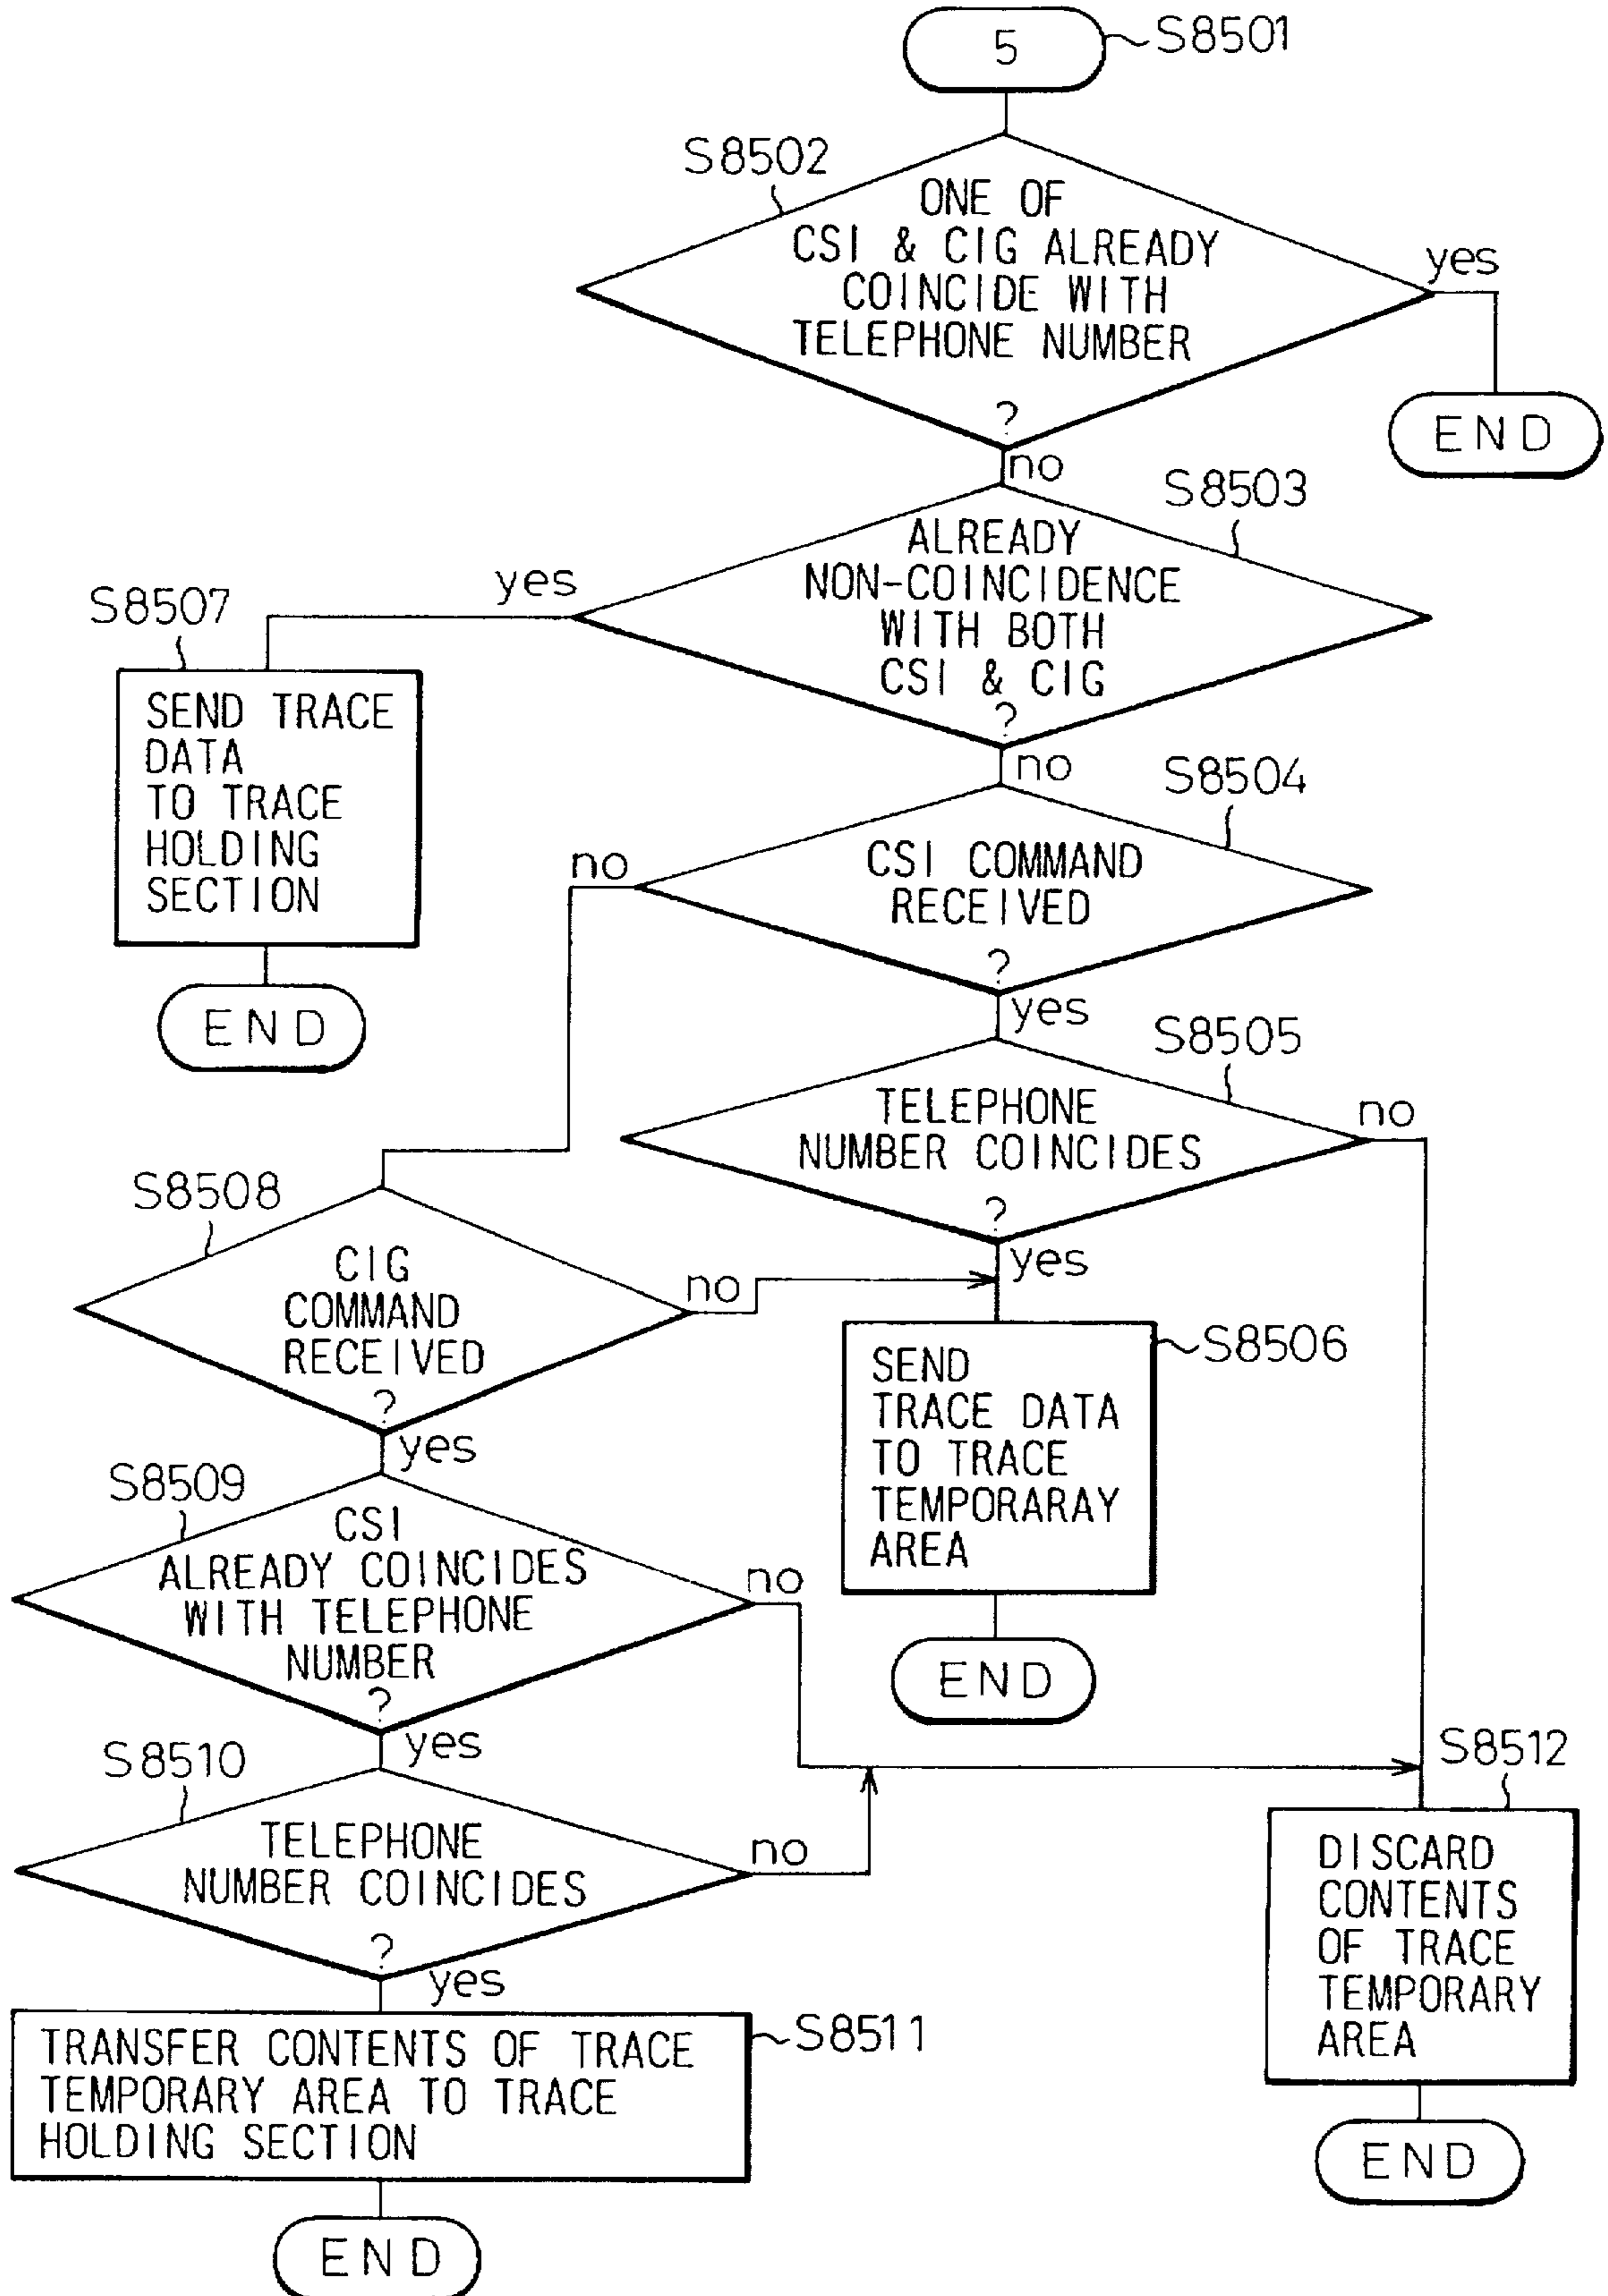 5
S8501
S8502
ONE OF
CSI & CIG ALREADY
COINCIDE WITH
TELEPHONE NUMBER
?
yes
END
no
S8503
ALREADY
NON-COINCIDENCE
WITH BOTH
CSI & CIG
?
yes
S8507
SEND TRACE
DATA
TO TRACE
HOLDING
SECTION
END
no
S8504
CSI COMMAND
RECEIVED
?
no
yes
S8505
TELEPHONE
NUMBER COINCIDES
?
no
yes
S8508
CIG
COMMAND
RECEIVED
?
no
yes
S8506
SEND
TRACE DATA
TO TRACE
TEMPORARAY
AREA
END
S8509
CSI
ALREADY COINCIDES
WITH TELEPHONE
NUMBER
?
no
yes
S8510
TELEPHONE
NUMBER COINCIDES
?
no
yes
S8512
DISCARD
CONTENTS
OF TRACE
TEMPORARY
AREA
END
S8511
TRANSFER CONTENTS OF TRACE
TEMPORARY AREA TO TRACE
HOLDING SECTION
END